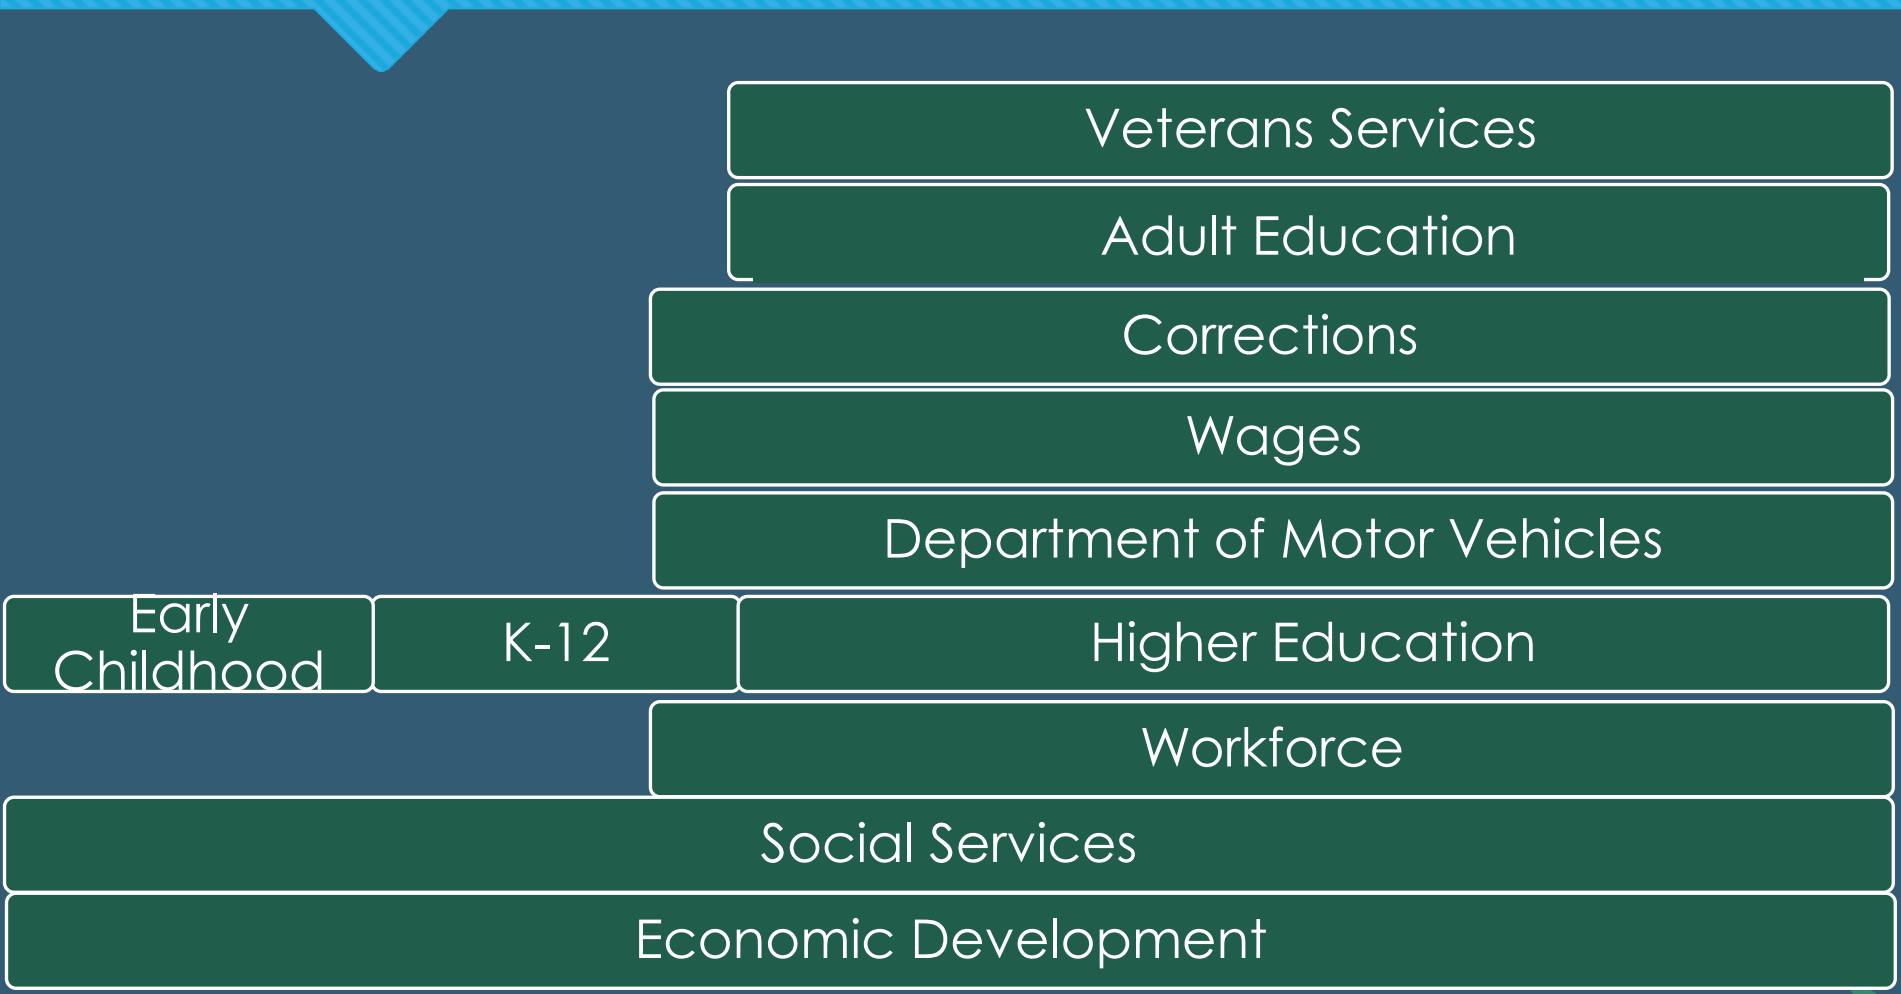 Veterans Services
Adult Education
Corrections
Wages
Department of Motor Vehicles
Early
Childhood
K-12
Higher Education
Workforce
Social Services
Economic Development